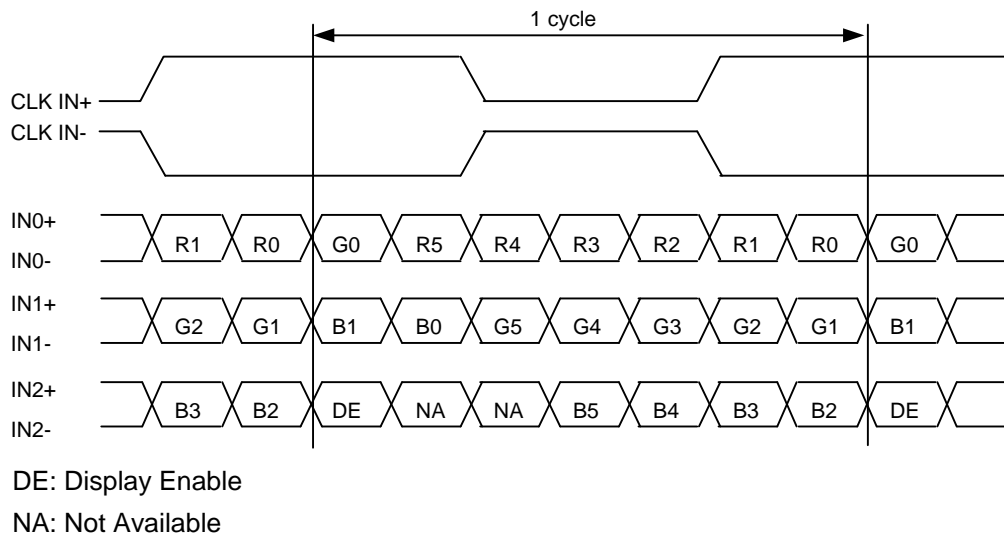 1 cycle
CLK IN+
CLK IN-
IN0+
R1 R0 G0 R5 R4 R3 R2 R1 R0 G0
IN0-
IN1+
G2 G1 B1 B0 G5 G4 G3 G2 G1 B1
IN1-
IN2+
B3 B2 DE NA NA B5 B4 B3 B2 DE
IN2-
DE: Display Enable
NA: Not Available